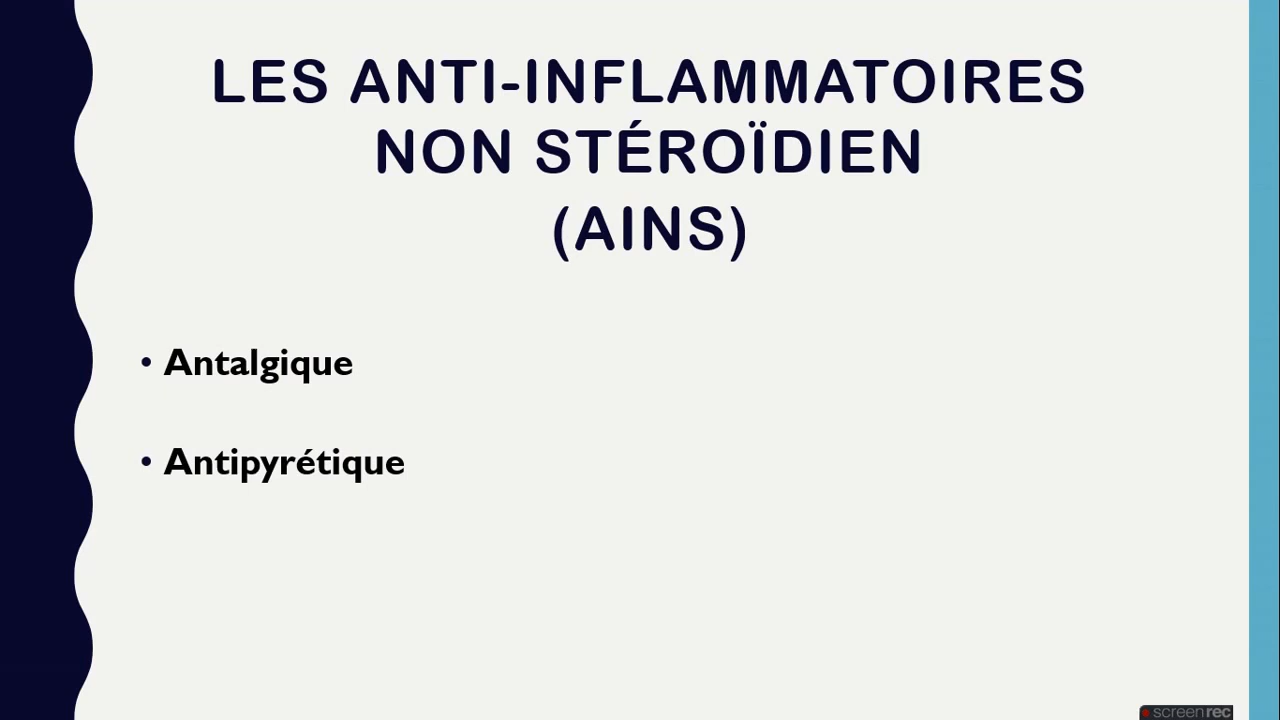 LES ANTI-INFLAMMATOIRES
NON STÉROÏDIEN
(AINS)
• Antalgique
• Antipyrétique
screenrec